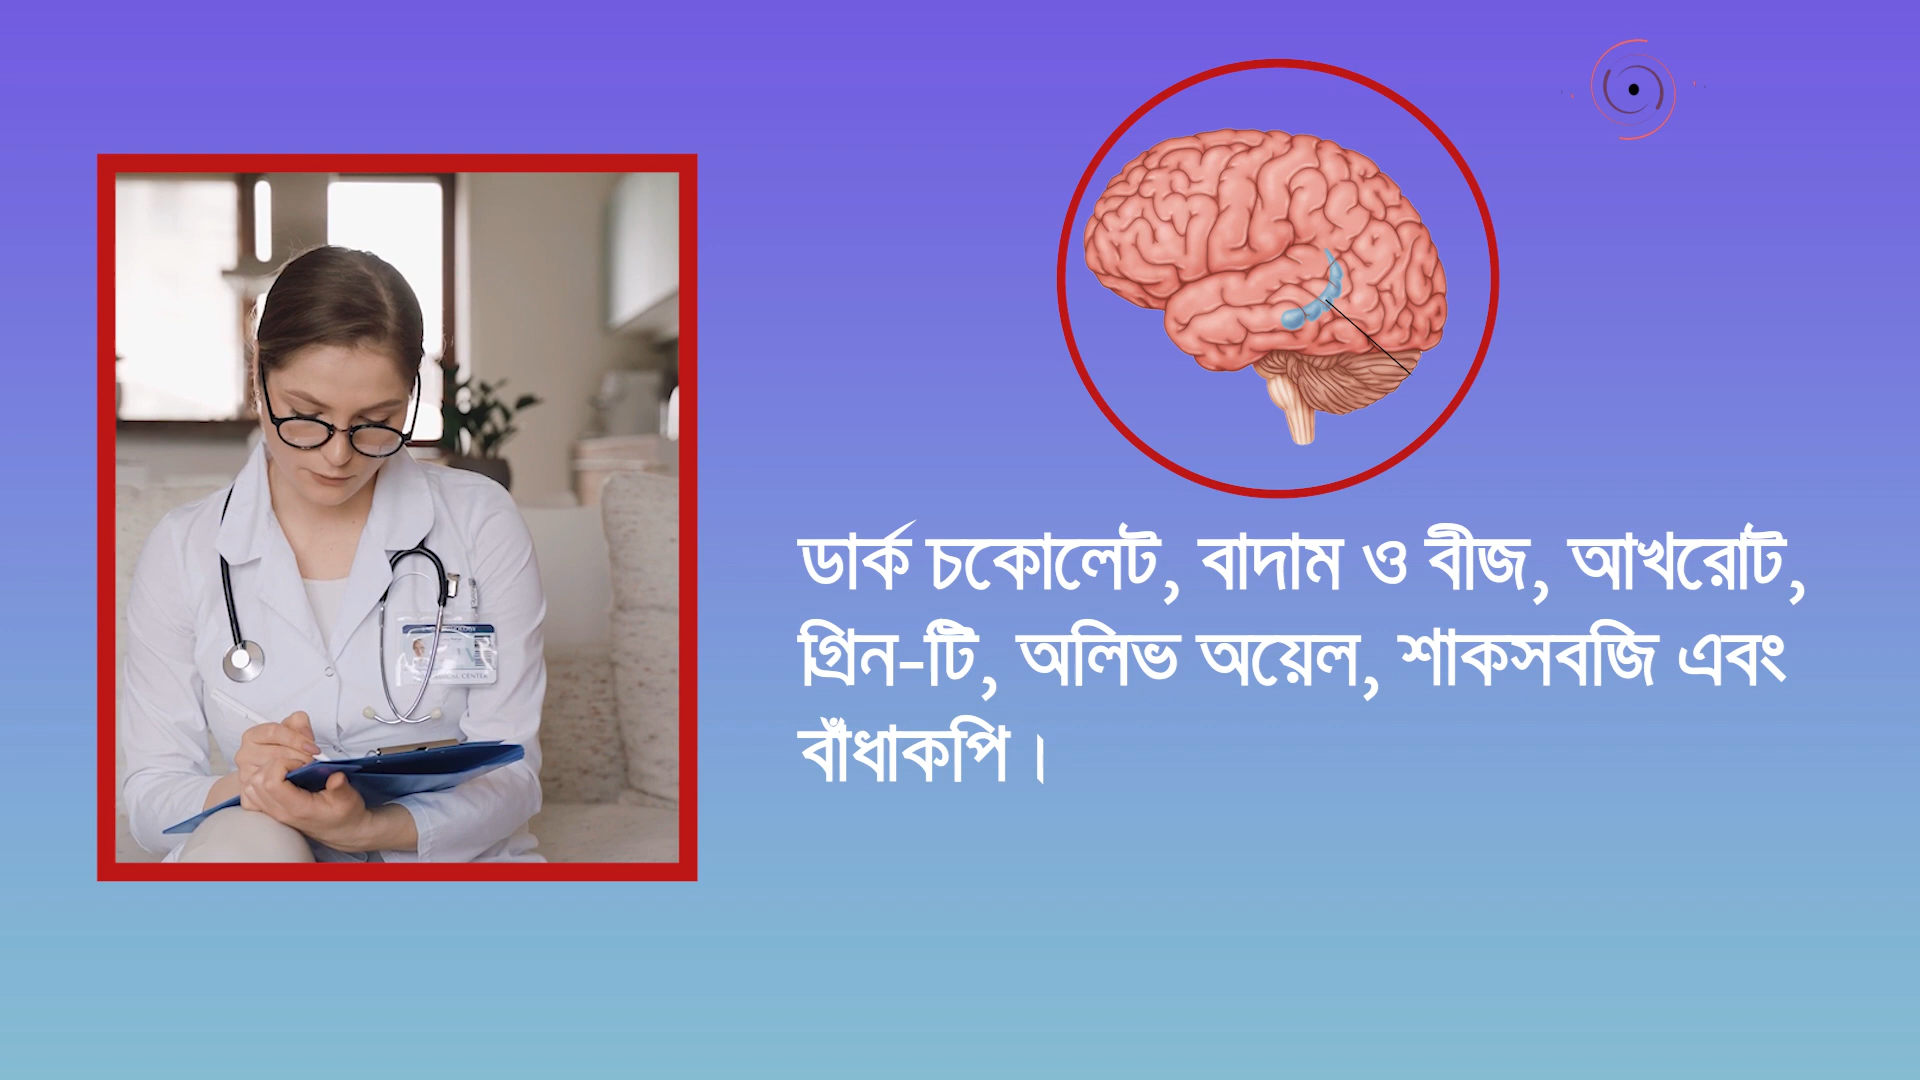 ডার্ক চকোলেট, বাদাম ও বীজ, আখরোট,
গ্রিন-টি, অলিভ অয়েল, শাকসবজি এবং
বাঁধাকপি।